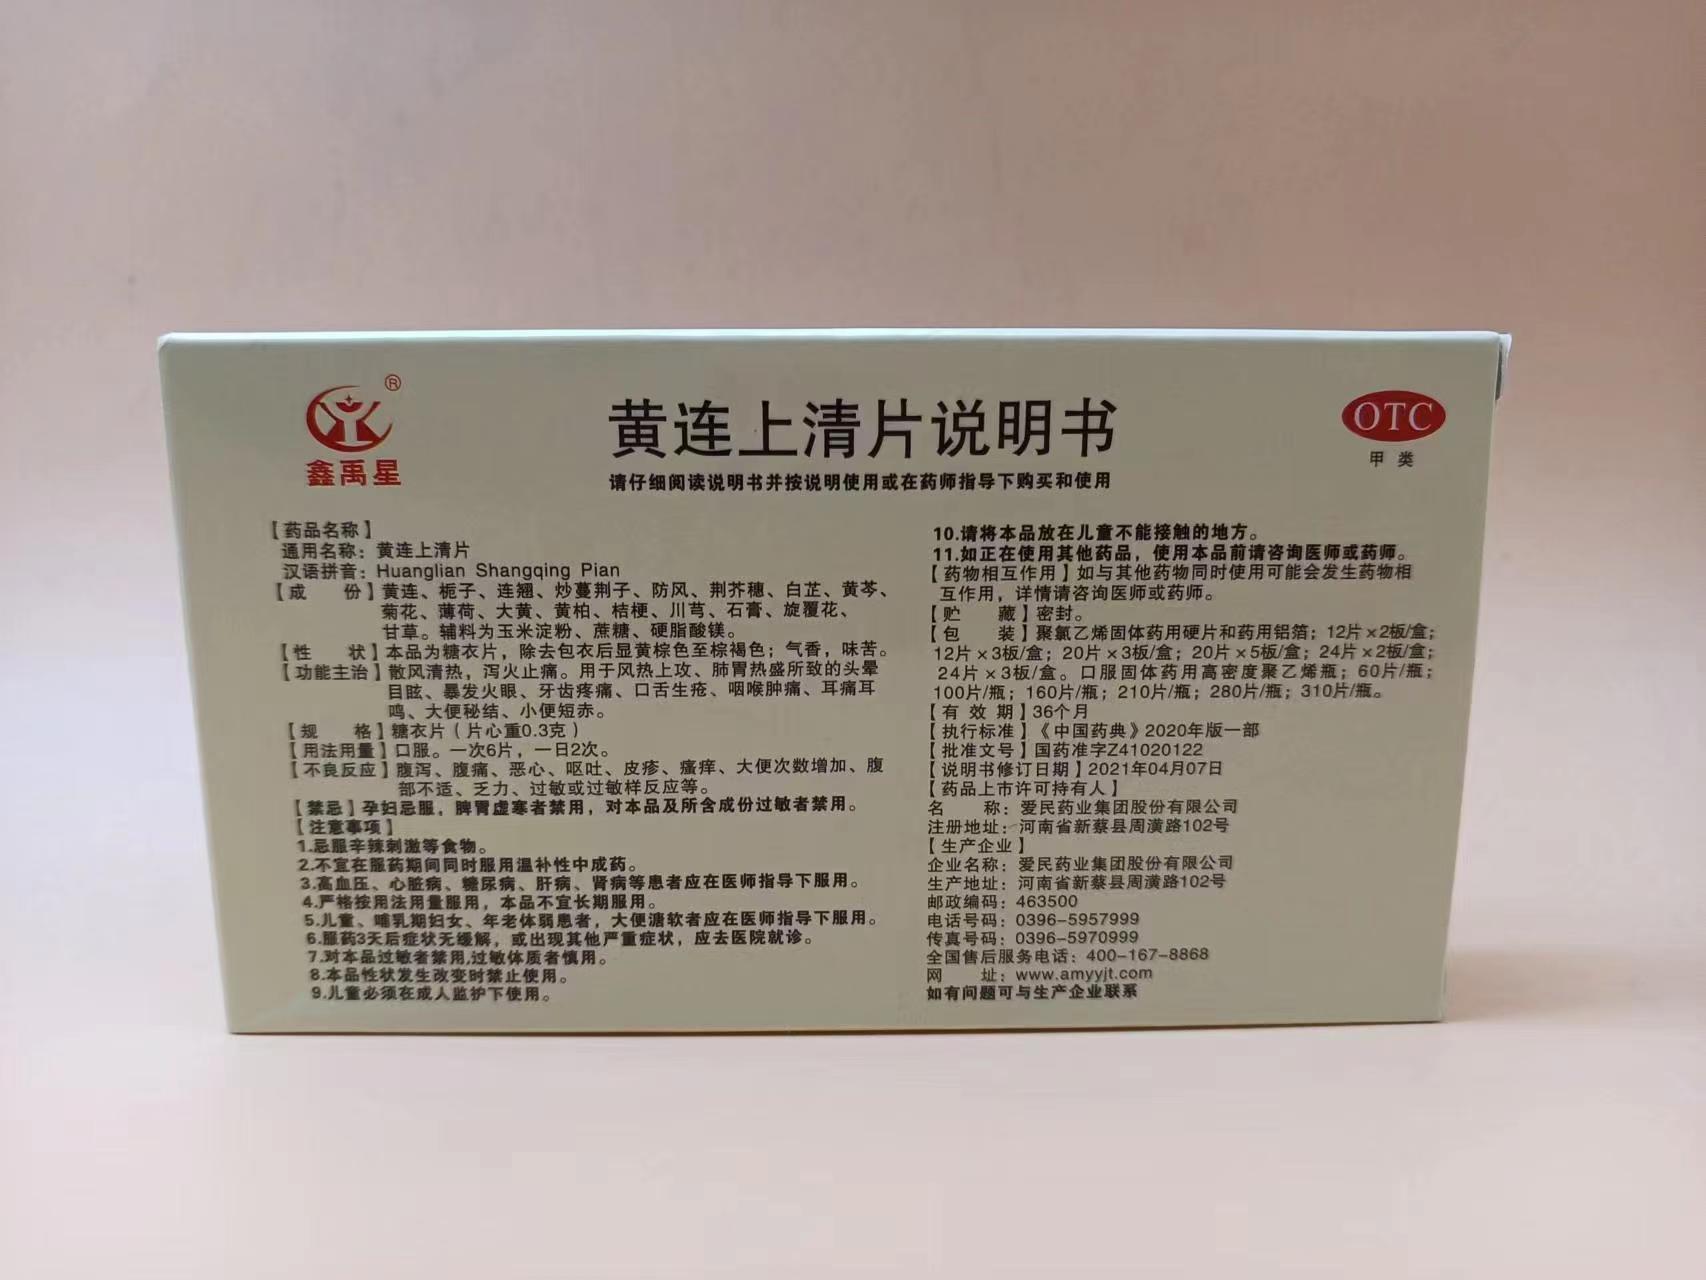 ®
鑫禹星
黄连上清片说明书
请仔细阅读说明书并按说明使用或在药师指导下购买和使用
OTC
甲 类
【药品名称】
通用名称：黄连上清片
汉语拼音：Huanglian Shangqing Pian
【成 份】黄连、栀子、连翘、炒蔓荆子、防风、荆芥穗、白芷、黄芩、
菊花、薄荷、大黄、黄柏、桔梗、川芎、石膏、旋覆花、
甘草。辅料为玉米淀粉、蔗糖、硬脂酸镁。
【性 状】本品为糖衣片，除去包衣后显黄棕色至棕褐色；气香，味苦。
【功能主治】散风清热，泻火止痛。用于风热上攻、肺胃热盛所致的头晕
目眩、暴发火眼、牙齿疼痛、口舌生疮、咽喉肿痛、耳痛耳
鸣、大便秘结、小便短赤。
【规 格】糖衣片（片心重0.3克）
【用法用量】口服。一次6片，一日2次。
【不良反应】腹泻、腹痛、恶心、呕吐、皮疹、瘙痒、大便次数增加、腹
部不适、乏力、过敏或过敏样反应等。
【禁忌】孕妇忌服，脾胃虚寒者禁用，对本品及所含成份过敏者禁用。
【注意事项】
1.忌服辛辣刺激等食物。
2.不宜在服药期间同时服用温补性中成药。
3.高血压、心脏病、糖尿病、肝病、肾病等患者应在医师指导下服用。
4.严格按用法用量服用，本品不宜长期服用。
5.儿童、哺乳期妇女、年老体弱患者，大便溏软者应在医师指导下服用。
6.服药3天后症状无缓解，或出现其他严重症状，应去医院就诊。
7.对本品过敏者禁用,过敏体质者慎用。
8.本品性状发生改变时禁止使用。
9.儿童必须在成人监护下使用。
10.请将本品放在儿童不能接触的地方。
11.如正在使用其他药品，使用本品前请咨询医师或药师。
【药物相互作用】如与其他药物同时使用可能会发生药物相
互作用，详情请咨询医师或药师。
【贮 藏】密封。
【包 装】聚氯乙烯固体药用硬片和药用铝箔；12片×2板/盒；
12片×3板/盒；20片×3板/盒；20片×5板/盒；24片×2板/盒；
24片×3板/盒。口服固体药用高密度聚乙烯瓶；60片/瓶；
100片/瓶；160片/瓶；210片/瓶；280片/瓶；310片/瓶。
【有 效 期】36个月
【执行标准】《中国药典》2020年版一部
【批准文号】国药准字Z41020122
【说明书修订日期】2021年04月07日
【药品上市许可持有人】
名 称：爱民药业集团股份有限公司
注册地址：河南省新蔡县周潢路102号
【生产企业】
企业名称：爱民药业集团股份有限公司
生产地址：河南省新蔡县周潢路102号
邮政编码：463500
电话号码：0396-5957999
传真号码：0396-5970999
全国售后服务电话：400-167-8868
网 址：www.amyyjt.com
如有问题可与生产企业联系